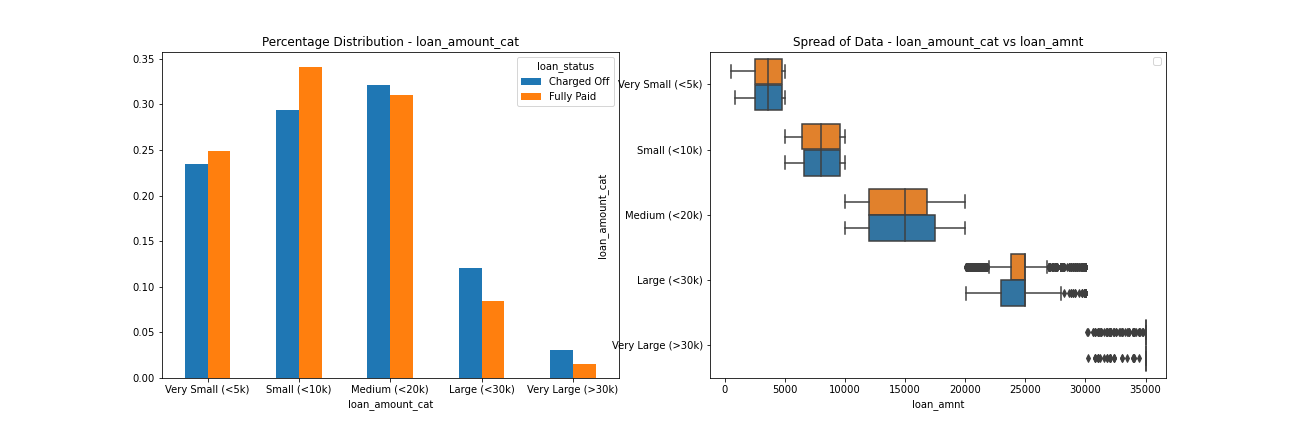 Percentage Distribution - loan_amount_cat
0.35
0.30
0.25
0.20
0.15
0.10
0.05
0.00
loan_status
Charged Off
Fully Paid
Very Small (<5k)
Small (<10k)
Medium (<20k)
Large (<30k)
Very Large (>30k)
loan_amount_cat
Spread of Data - loan_amount_cat vs loan_amnt
loan_amount_cat
Very Small (<5k)
Small (<10k)
Medium (<20k)
Large (<30k)
Very Large (>30k)
0
5000
10000
15000
20000
25000
30000
35000
loan_amnt